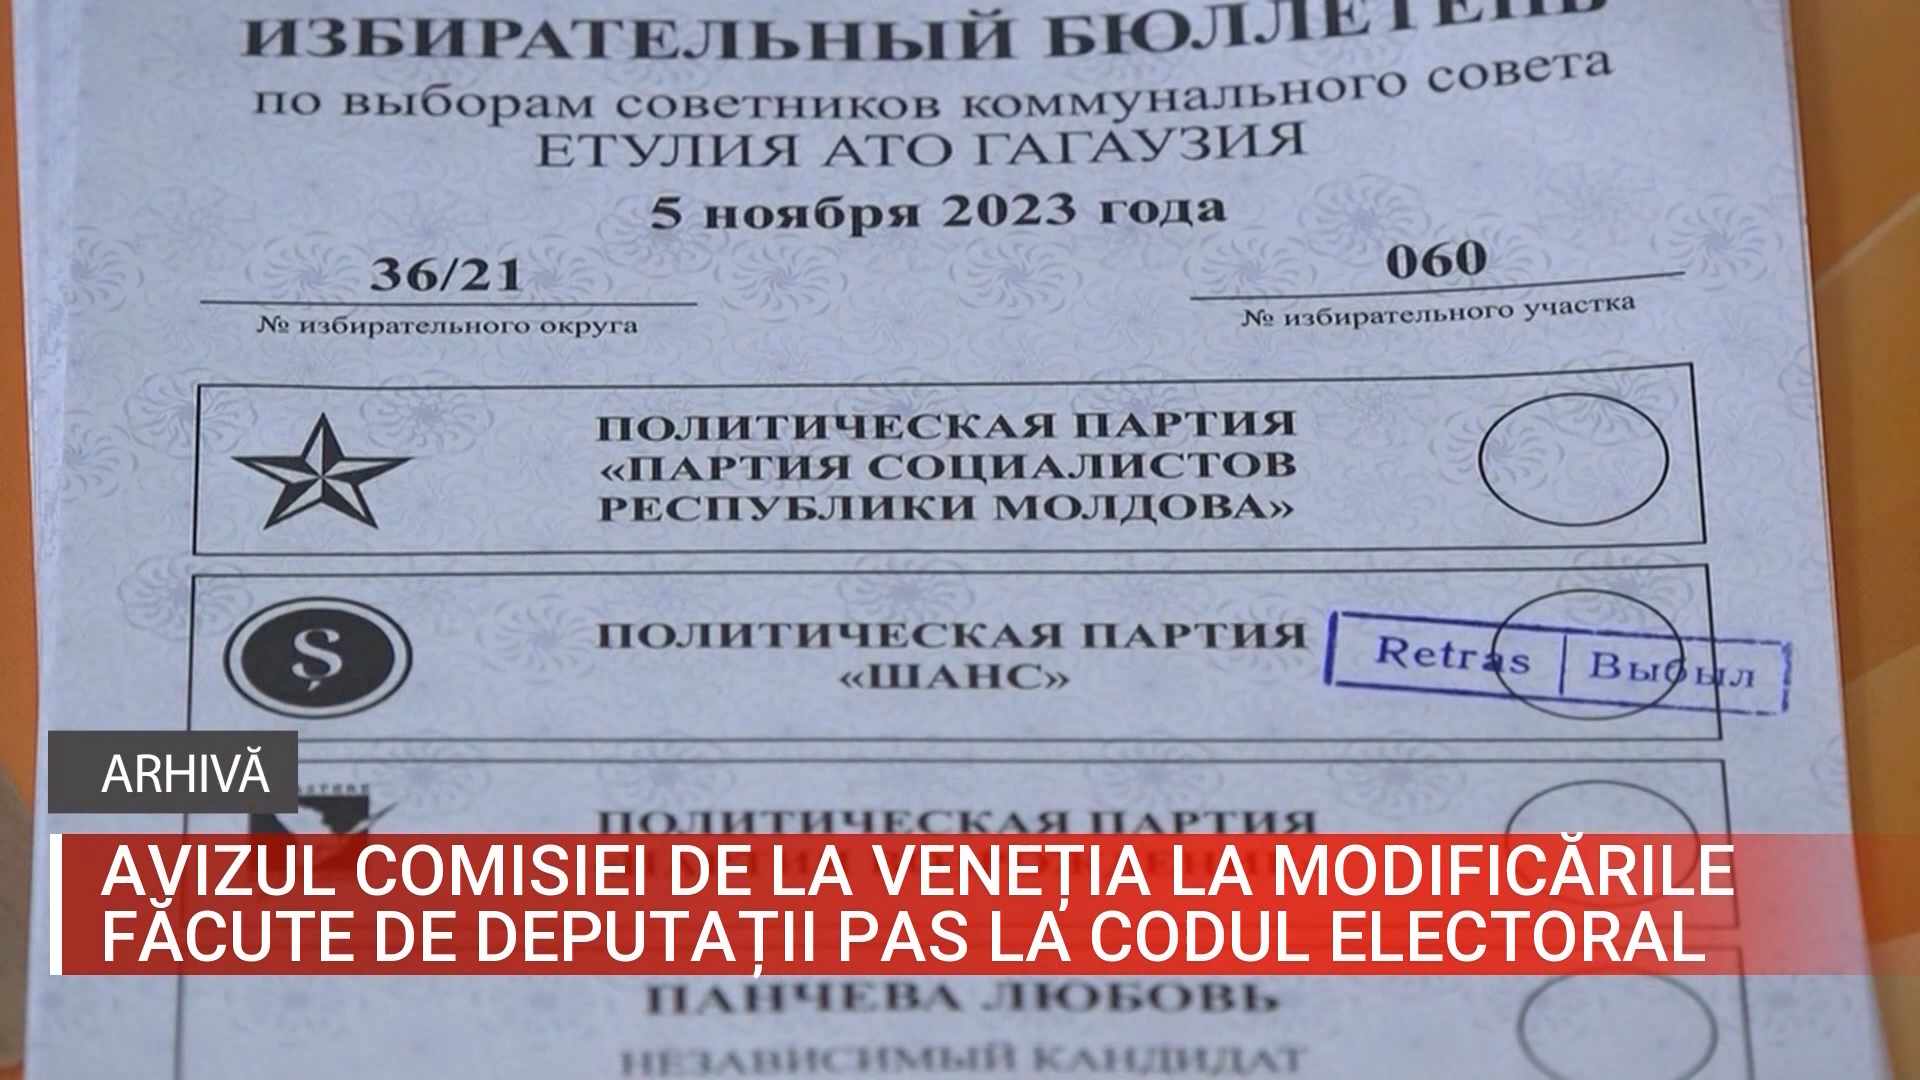 ИЗБИРАТЕЛЬНЫЙ БЮЛЛЕТЕНЬ
по выборам советников коммунального совета
ЕТУЛИЯ АТО ГАГАУЗИЯ
5 ноября 2023 года
36/21
№ избирательного округа
060
№ избирательного участка
ПОЛИТИЧЕСКАЯ ПАРТИЯ
«ПАРТИЯ СОЦИАЛИСТОВ
РЕСПУБЛИКИ МОЛДОВА»
Ș
ПОЛИТИЧЕСКАЯ ПАРТИЯ
«ШАНС»
Retras | Выбыл
ARHIVĂ
ПОЛИТИЧЕСКАЯ ПАРТИЯ
AVIZUL COMISIEI DE LA VENEȚIA LA MODIFICĂRILE
FĂCUTE DE DEPUTAȚII PAS LA CODUL ELECTORAL
ПАНЧЕВА ЛЮБОВЬ
НЕЗАВИСИМЫЙ КАНДИДАТ